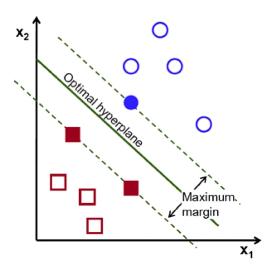 x2
Optimal hyperplane
Maximum
margin
x1